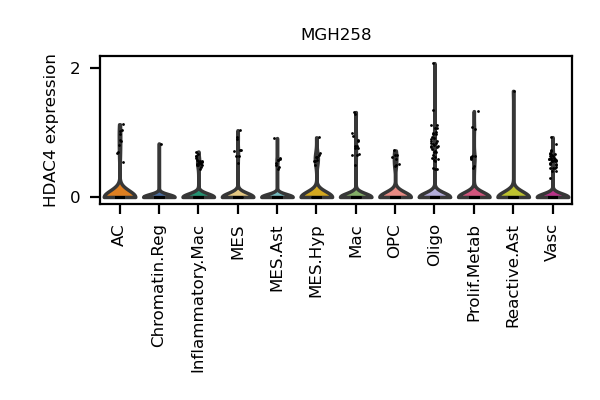 MGH258
HDAC4 expression
2
0
AC
Chromatin.Reg
Inflammatory.Mac
MES
MES.Ast
MES.Hyp
Mac
OPC
Oligo
Prolif.Metab
Reactive.Ast
Vasc